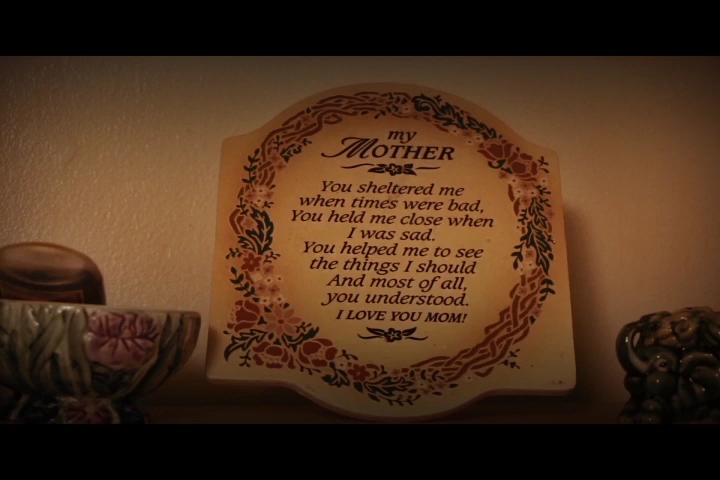 my
MOTHER
You sheltered me
when times were bad,
You held me close when
I was sad.
You helped me to see
the things I should
And most of all,
you understood.
I LOVE YOU MOM!